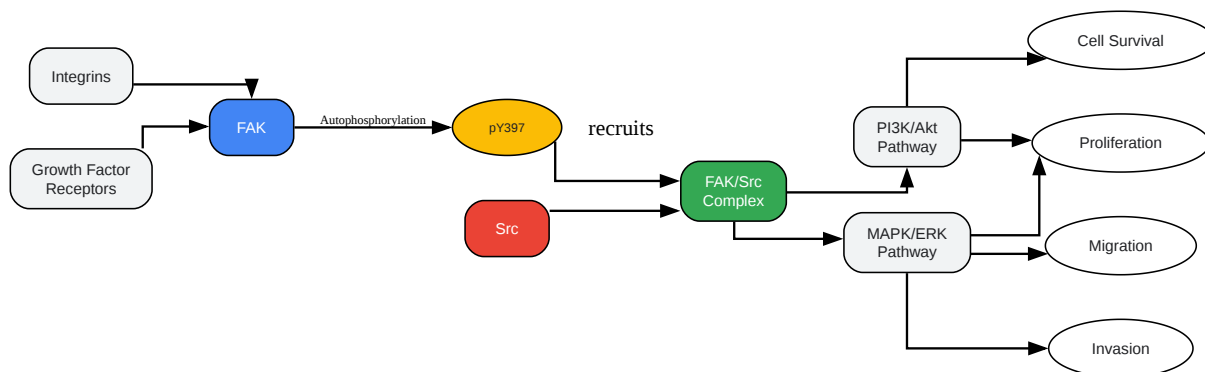 Integrins
Growth Factor
Receptors
FAK
Autophosphorylation
pY397
recruits
Src
FAK/Src
Complex
PI3K/Akt
Pathway
MAPK/ERK
Pathway
Cell Survival
Proliferation
Migration
Invasion